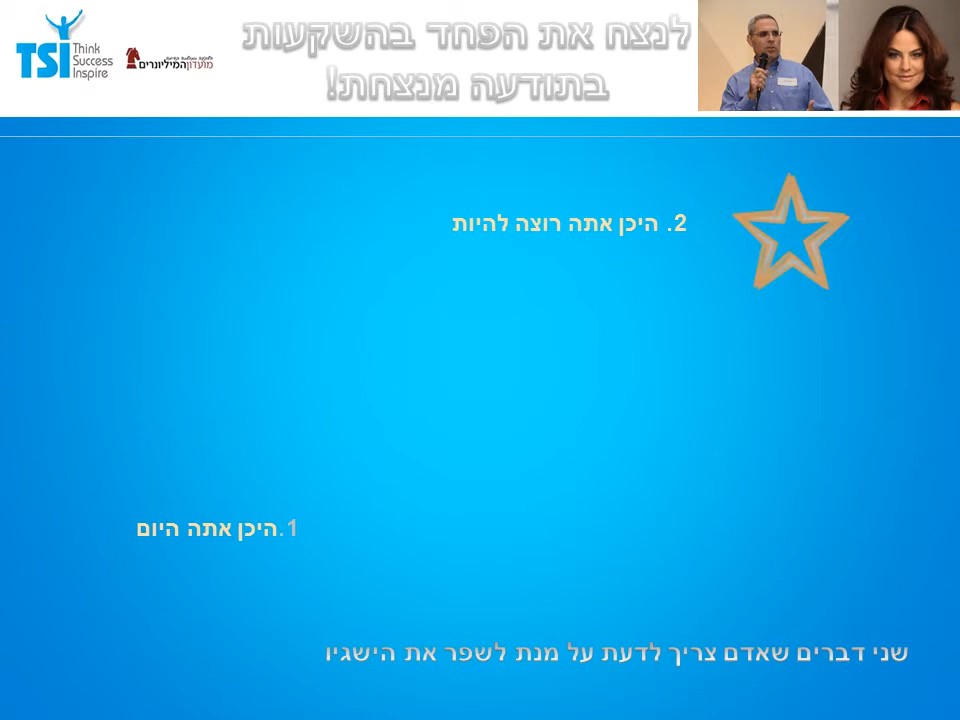 לנצח את הפחד בהשקעות
בתודעה מנצחת!
TSI Think
Success
Inspire
מועדון המיליונרים
2. היכן אתה רוצה להיות
1.היכן אתה היום
שני דברים שאדם צריך לדעת על מנת לשפר את הישגיו